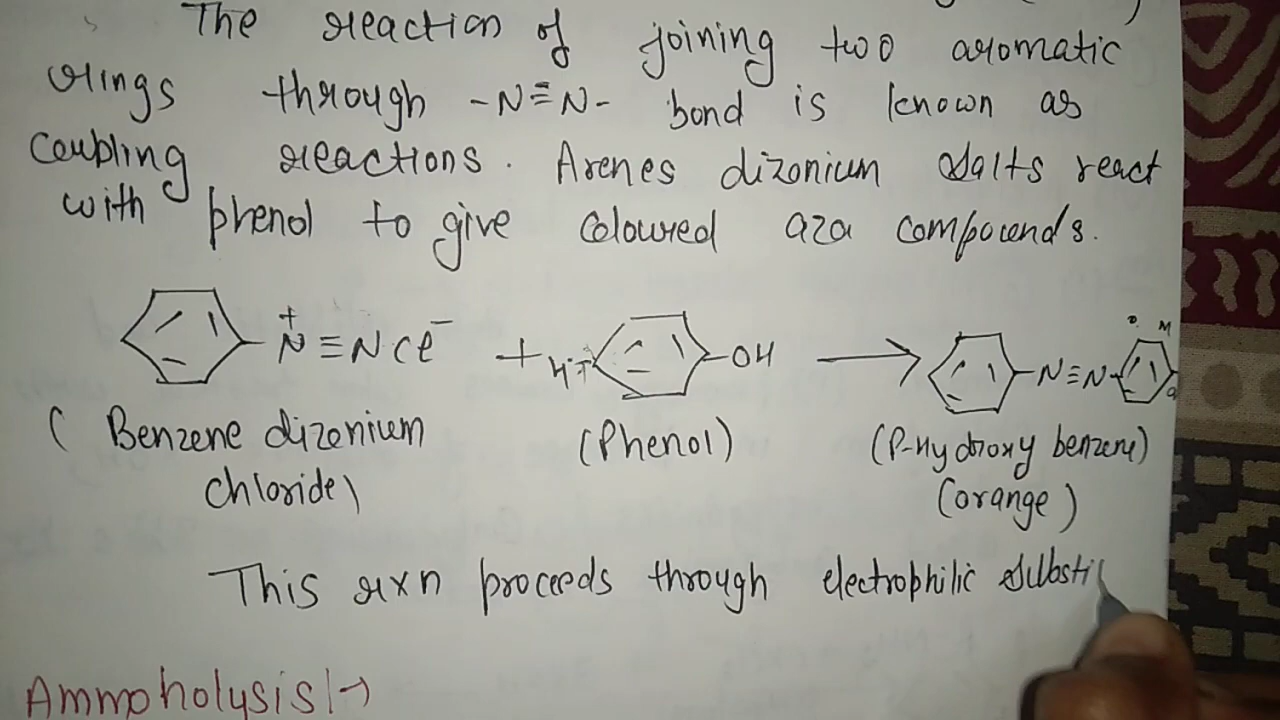 The reaction of joining two aromatic
rings through -N≡N- bond is known as
Coupling reactions. Arenes dizonium Salts react
with phenol to give coloured aza compounds.
N⁺≡NCl⁻ + H OH → N≡N
( Benzene dizonium (Phenol) (P-Hydroxy benzene)
chloride) (orange)
This rxn proceeds through electrophilic substi
Ammpholysis:→